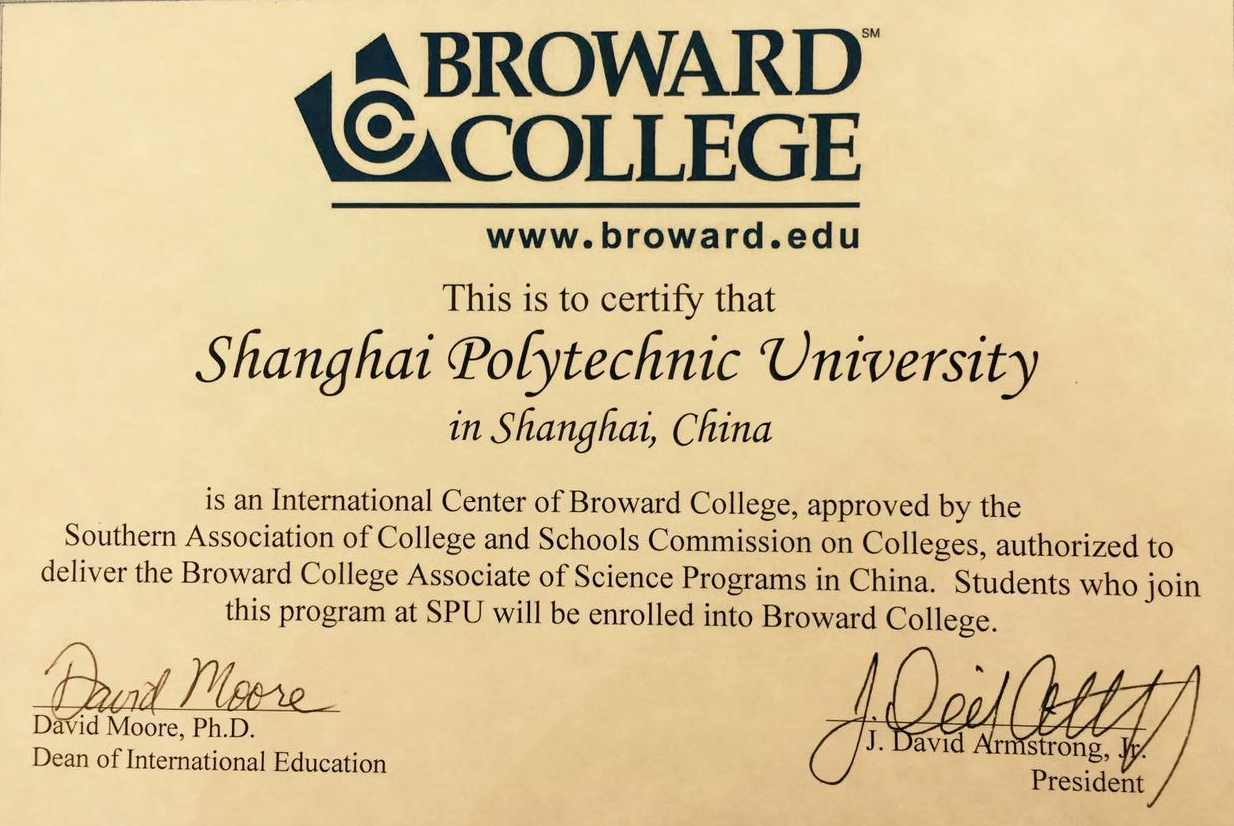 BROWARD℠
COLLEGE
www.broward.edu
This is to certify that
Shanghai Polytechnic University
in Shanghai, China
is an International Center of Broward College, approved by the
Southern Association of College and Schools Commission on Colleges, authorized to
deliver the Broward College Associate of Science Programs in China. Students who join
this program at SPU will be enrolled into Broward College.
David Moore
David Moore, Ph.D.
Dean of International Education
J. David Armstrong, Jr.
President